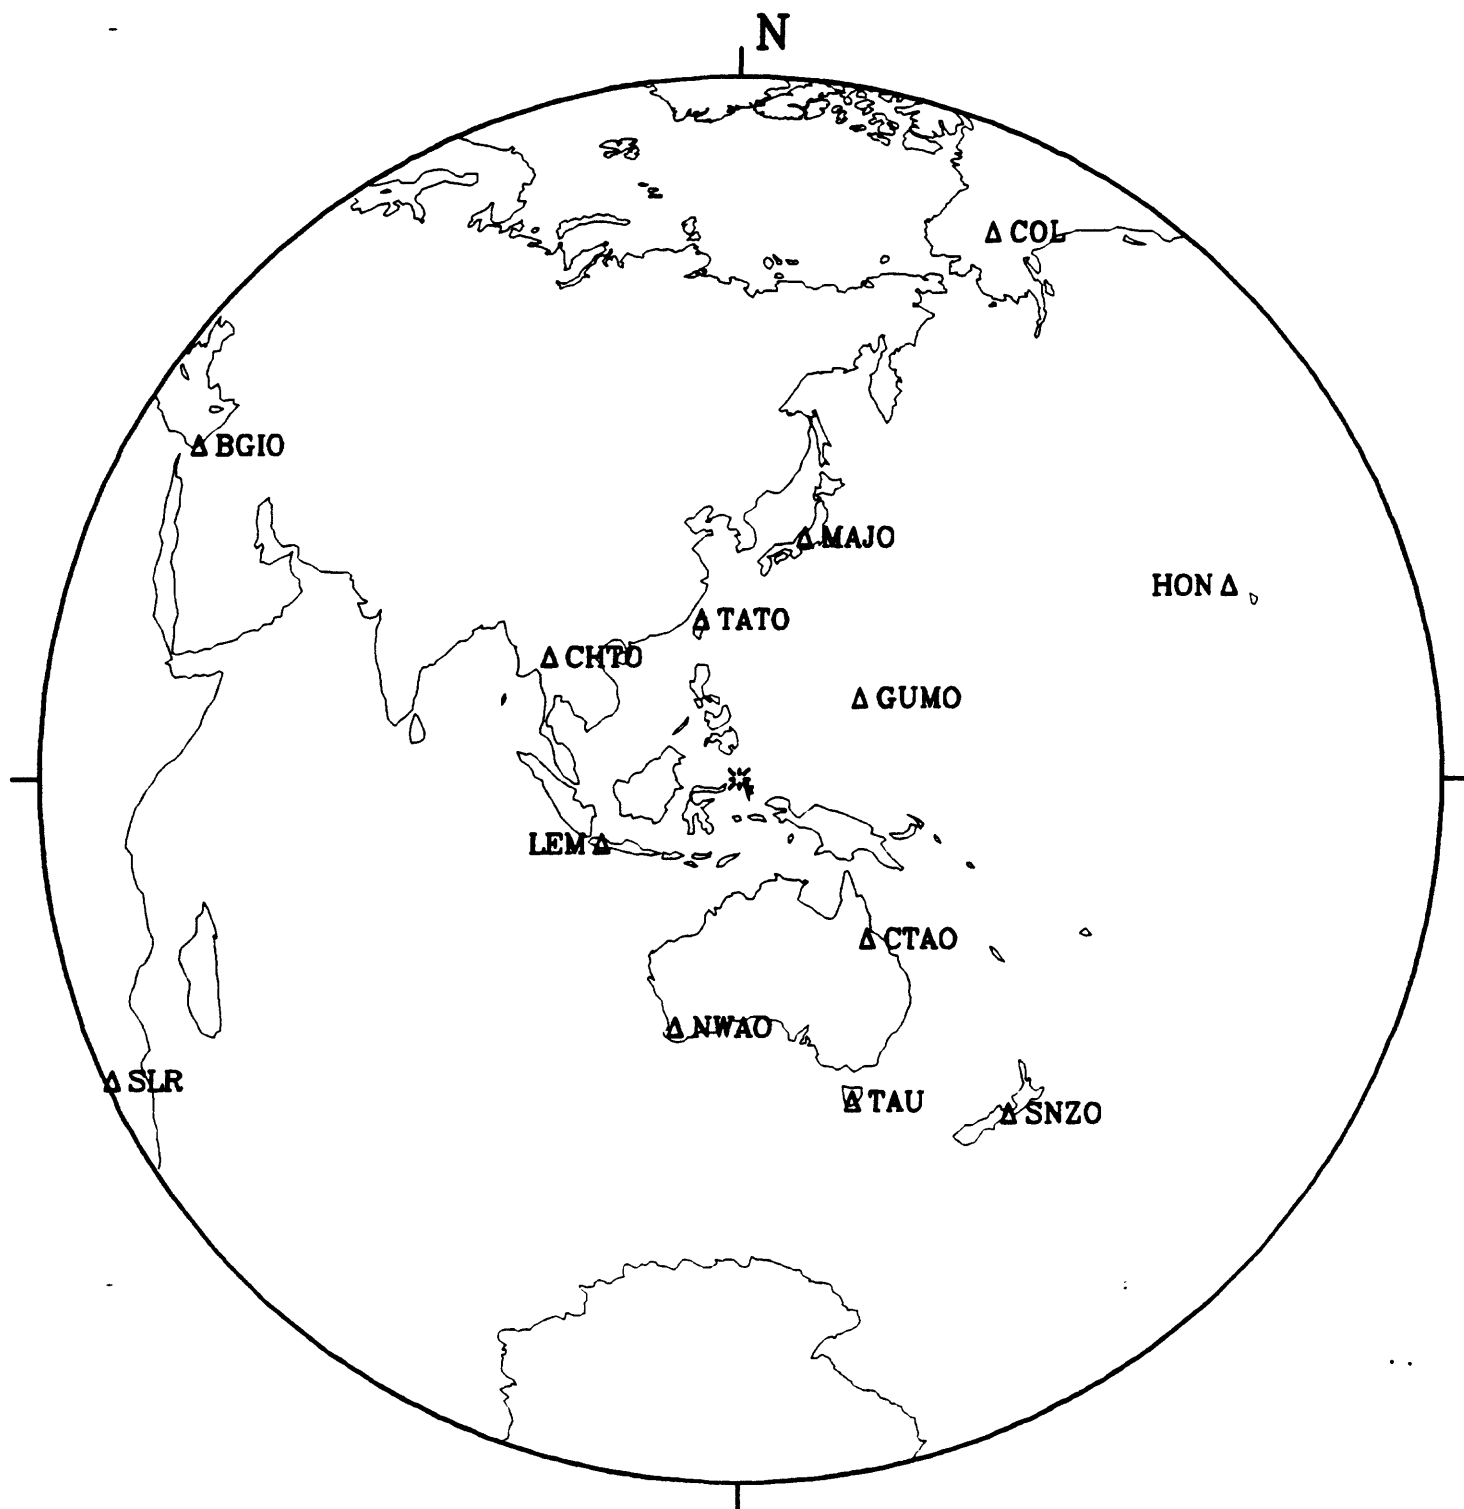 N
COL
BGIO
MAJO
HON
TATO
CHTO
GUMO
LEM
CTAO
NWAO
SLR
TAU
SNZO